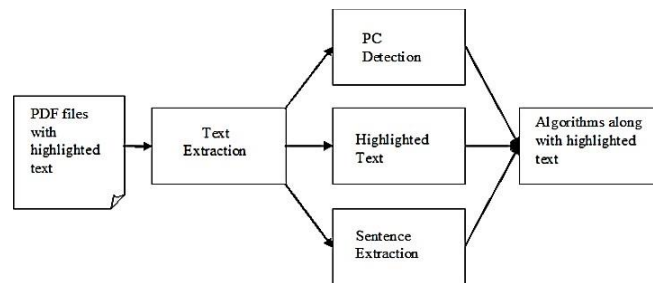 PDF files
with
highlighted
text
Text
Extraction
PC
Detection
Highlighted
Text
Sentence
Extraction
Algorithms along
with highlighted
text